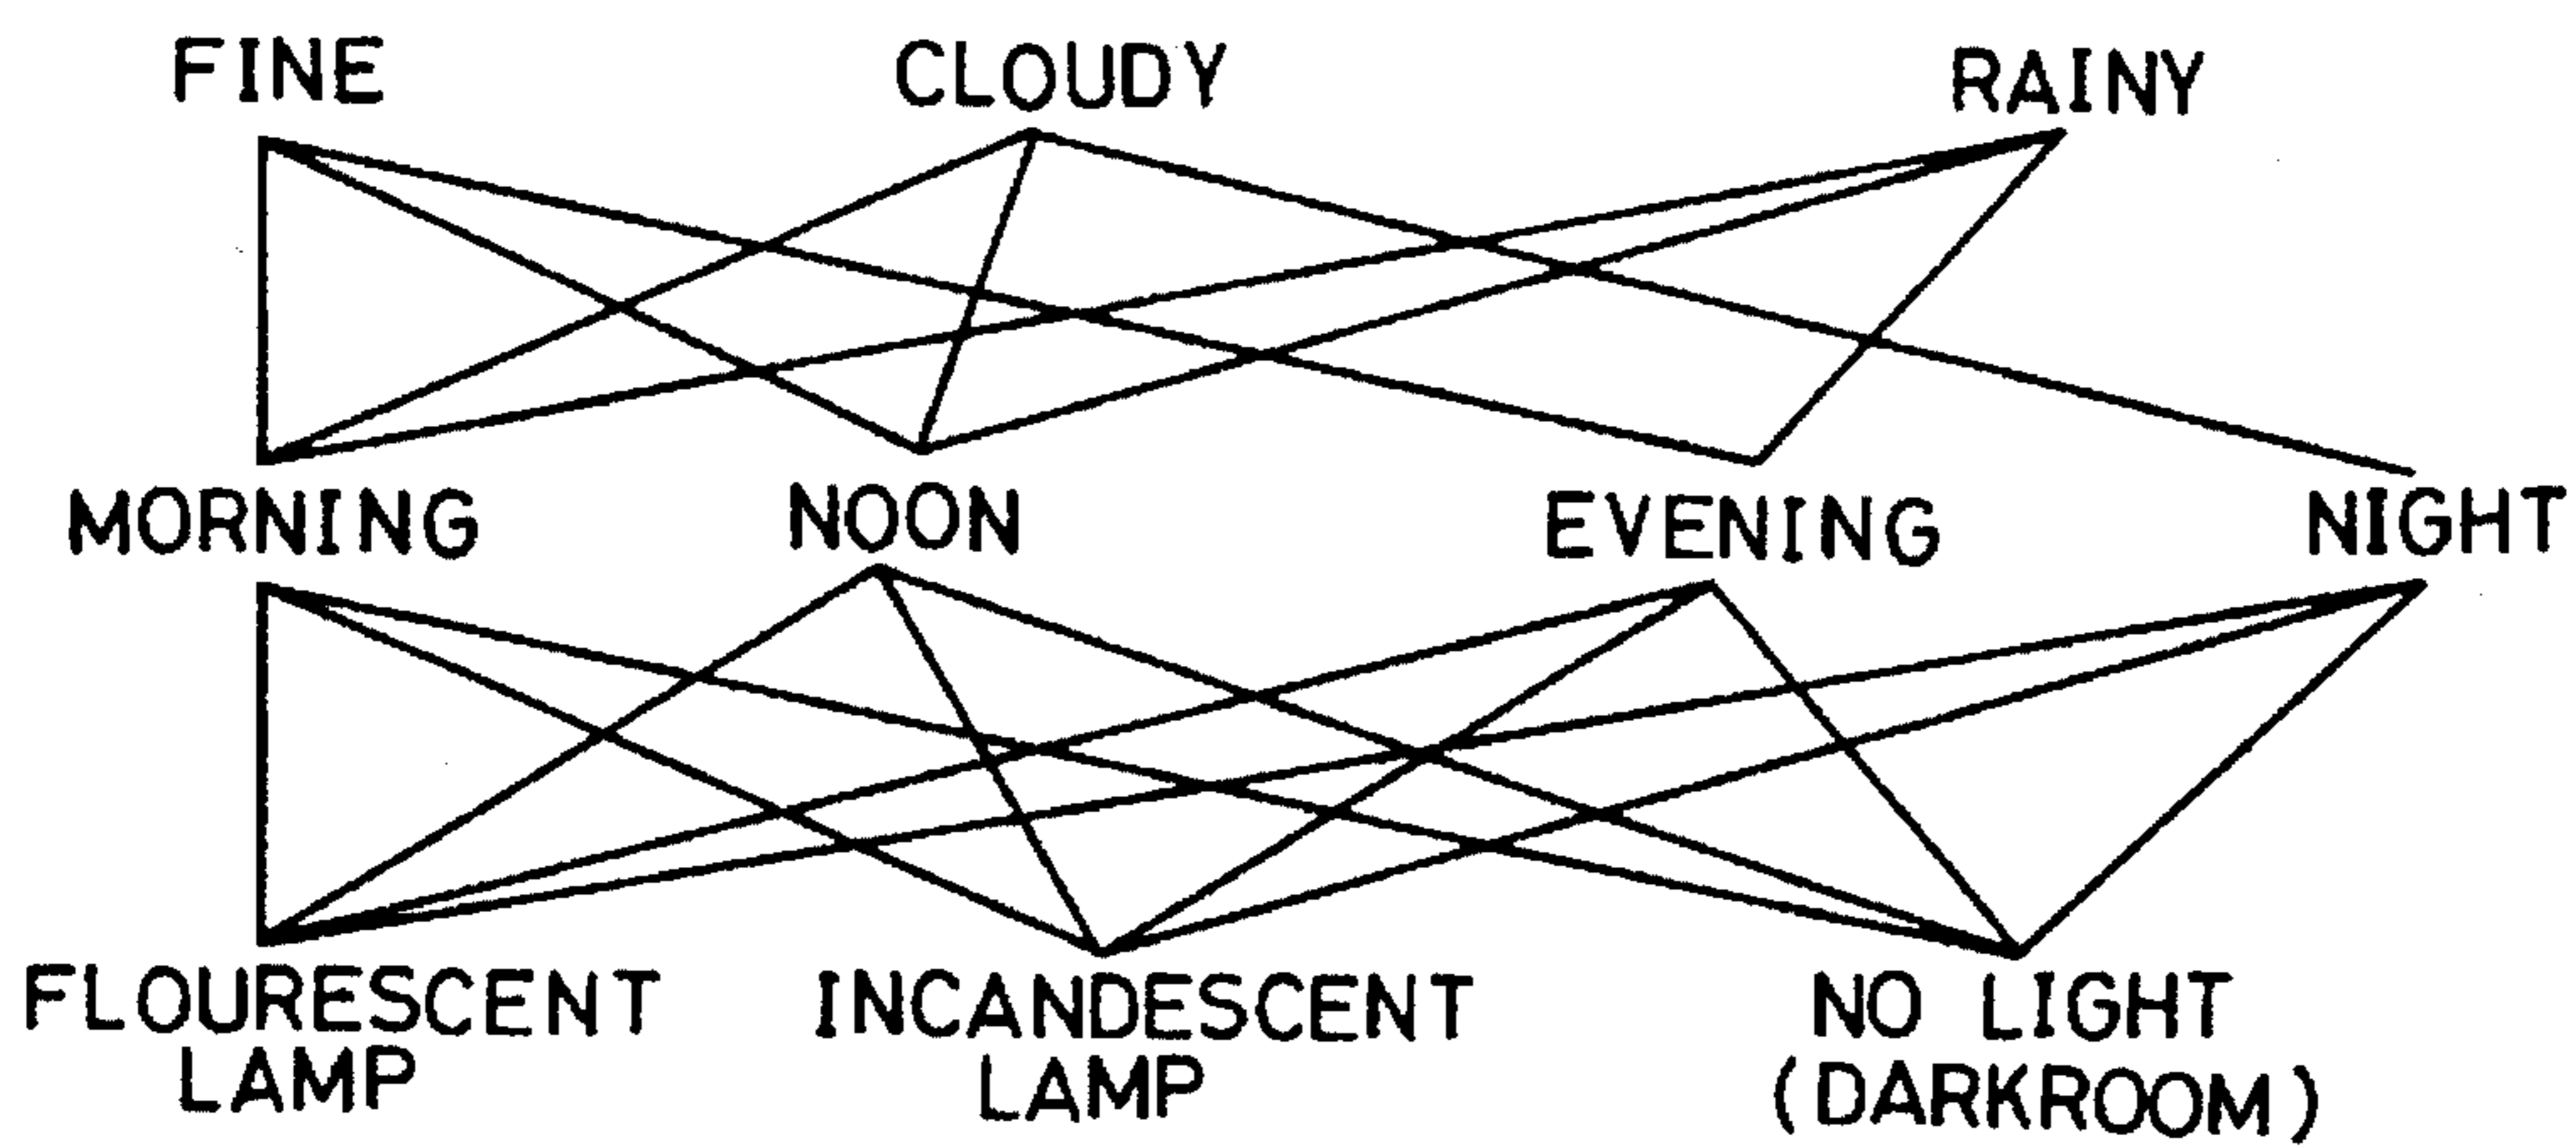 FINE CLOUDY RAINY
MORNING NOON EVENING NIGHT
FLOURESCENT LAMP INCANDESCENT LAMP NO LIGHT (DARKROOM)